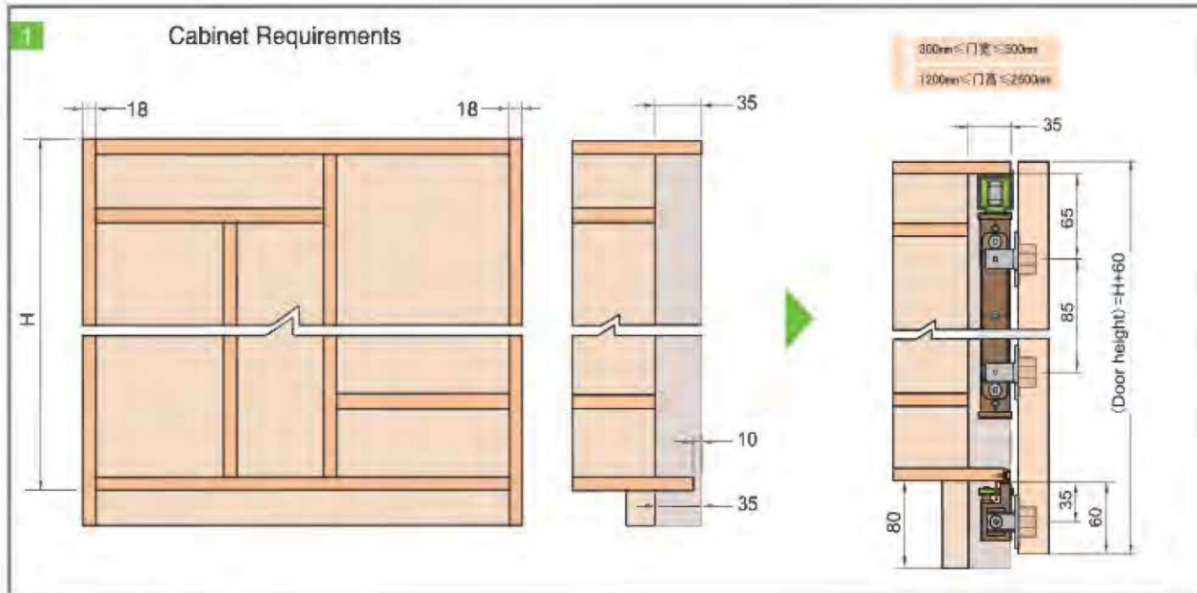 1
Cabinet Requirements
300mm≤门宽≤500mm
1200mm≤门高≤2600mm
18
18
35
35
H
65
85
(Door height)=H+60
10
35
80
35
60